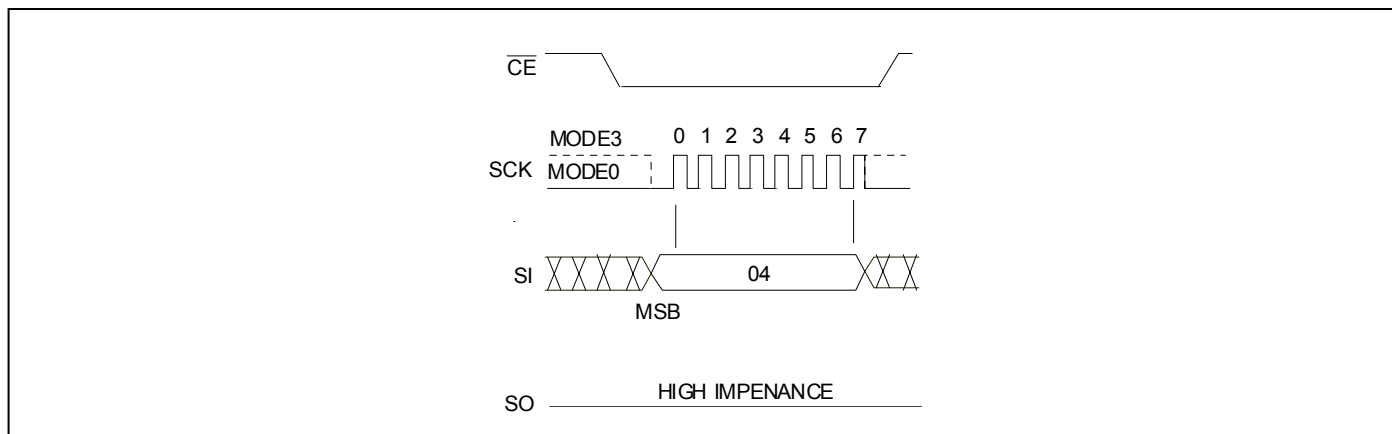 CE
MODE3
0 1 2 3 4 5 6 7
SCK
MODE0
SI
04
MSB
HIGH IMPENANCE
SO